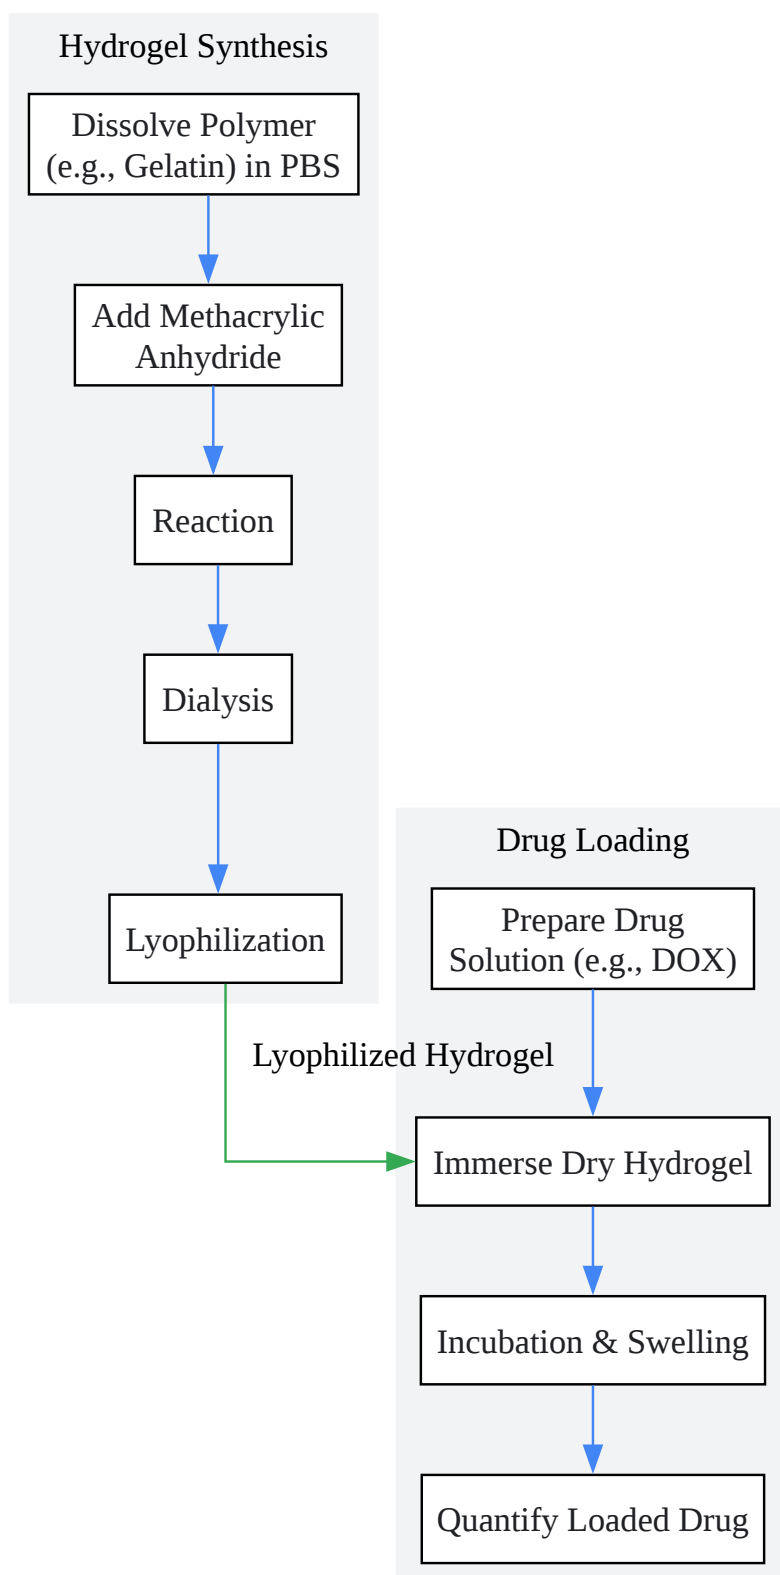 Hydrogel Synthesis
Dissolve Polymer
(e.g., Gelatin) in PBS
Add Methacrylic
Anhydride
Reaction
Dialysis
Lyophilization
Drug Loading
Prepare Drug
Solution (e.g., DOX)
Lyophilized Hydrogel
Immerse Dry Hydrogel
Incubation & Swelling
Quantify Loaded Drug